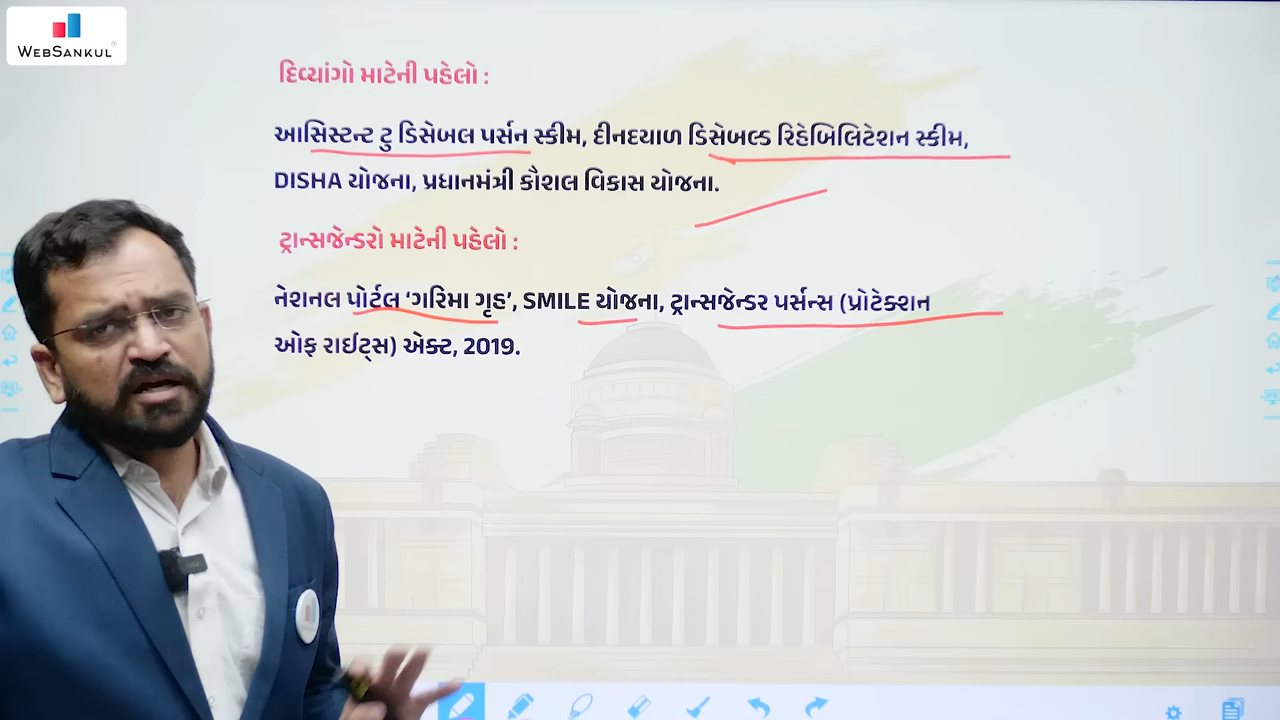 WEBSANKUL
દિવ્યાંગો માટેની પહેલો :
આસિસ્ટન્ટ ટુ ડિસેબલ પર્સન સ્કીમ, દીનદયાળ ડિસેબલ્ડ રિહેબિલિટેશન સ્કીમ,
DISHA યોજના, પ્રધાનમંત્રી કૌશલ વિકાસ યોજના.
ટ્રાન્સજેન્ડરો માટેની પહેલો :
નેશનલ પોર્ટલ ‘ગરિમા ગૃહ’, SMILE યોજના, ટ્રાન્સજેન્ડર પર્સન્સ (પ્રોટેક્શન
ઓફ રાઈટ્સ) એક્ટ, 2019.